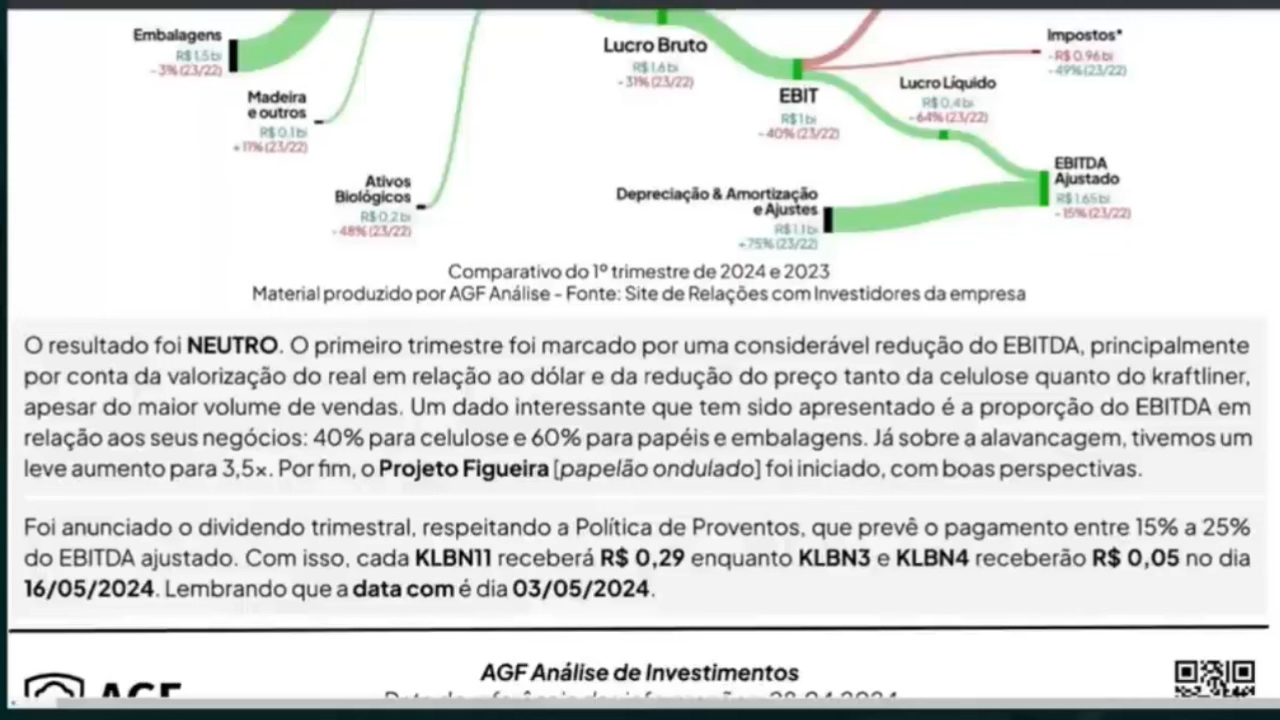 Embalagens
R$ 1,5 bi
-3% (23/22)
Madeira
e outros
R$ 0,1 bi
+11% (23/22)
Ativos
Biológicos
R$ 0,2 bi
-48% (23/22)
Lucro Bruto
R$ 1,6 bi
-31% (23/22)
EBIT
R$ 1 bi
-40% (23/22)
Impostos*
-R$ 0,96 bi
-49% (23/22)
Lucro Líquido
R$ 0,4 bi
-64% (23/22)
EBITDA
Ajustado
R$ 1,65 bi
-15% (23/22)
Depreciação & Amortização
e Ajustes
R$ 1,1 bi
+75% (23/22)
Comparativo do 1º trimestre de 2024 e 2023
Material produzido por AGF Análise - Fonte: Site de Relações com Investidores da empresa
O resultado foi NEUTRO. O primeiro trimestre foi marcado por uma considerável redução do EBITDA, principalmente
por conta da valorização do real em relação ao dólar e da redução do preço tanto da celulose quanto do kraftliner,
apesar do maior volume de vendas. Um dado interessante que tem sido apresentado é a proporção do EBITDA em
relação aos seus negócios: 40% para celulose e 60% para papéis e embalagens. Já sobre a alavancagem, tivemos um
leve aumento para 3,5x. Por fim, o Projeto Figueira [papelão ondulado] foi iniciado, com boas perspectivas.
Foi anunciado o dividendo trimestral, respeitando a Política de Proventos, que prevê o pagamento entre 15% a 25%
do EBITDA ajustado. Com isso, cada KLBN11 receberá R$ 0,29 enquanto KLBN3 e KLBN4 receberão R$ 0,05 no dia
16/05/2024. Lembrando que a data com é dia 03/05/2024.
AGF
AGF Análise de Investimentos